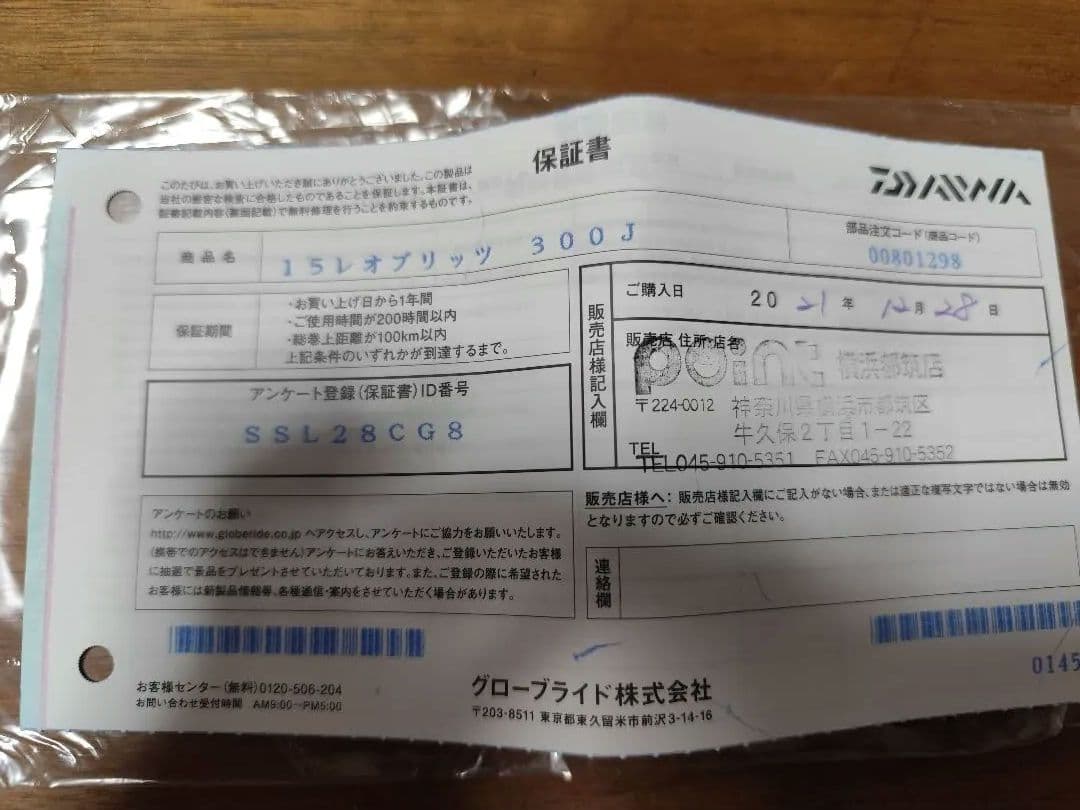 保証書
DAIWA
このたびは、お買い上げいただき誠にありがとうございました。この製品は
当社の厳密な検査に合格したものであることを保証します。本証書は、
証書記載内容(裏面記載)で無料修理を行うことを約束するものです。
商品名
15レオブリッツ 300J
部品注文コード(商品コード)
00801298
保証期間
・お買い上げ日から1年間
・ご使用時間が200時間以内
・総巻上距離が100km以内
上記条件のいずれかが到達するまで。
販売店様記入欄
ご購入日
2021年 12月28日
販売店、住所・店名
POINT 横浜都筑店
〒224-0012 神奈川県横浜市都筑区
牛久保2丁目1-22
TEL
TEL045-910-5351 FAX045-910-5352
アンケート登録(保証書)ID番号
SSL28CG8
販売店様へ:販売店様記入欄にご記入がない場合、または適正な複写文字ではない場合は無効
となりますので必ずご確認ください。
アンケートのお願い
http://www.globeride.co.jp へアクセスし、アンケートにご協力をお願いいたします。
(携帯でのアクセスはできません)アンケートにお答えいただき、ご登録いただいたお客様
に抽選で景品をプレゼントさせていただいております。また、ご登録の際に希望された
お客様には新製品情報等、各種通信・案内をさせていただく場合があります。
連絡欄
0145
お客様センター(無料)0120-506-204
お問い合わせ受付時間 AM9:00~PM5:00
グローブライド株式会社
〒203-8511 東京都東久留米市前沢3-14-16